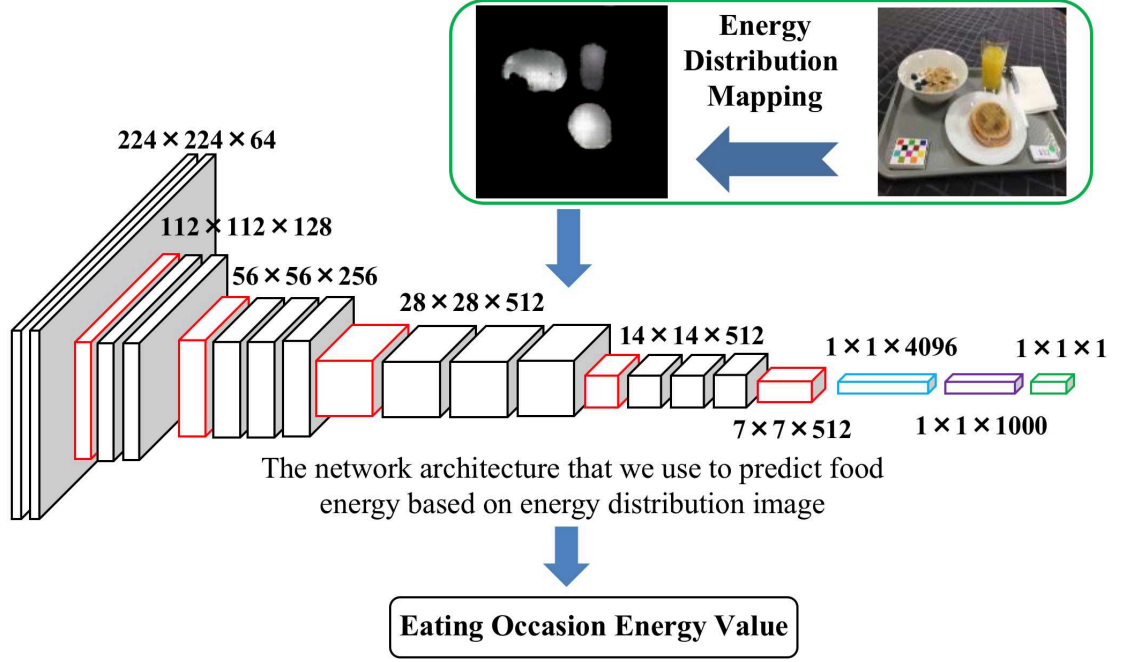 Energy
Distribution
Mapping
224 × 224 × 64
112 × 112 × 128
56 × 56 × 256
28 × 28 × 512
14 × 14 × 512
1 × 1 × 4096
1 × 1 × 1
7 × 7 × 512
1 × 1 × 1000
The network architecture that we use to predict food
energy based on energy distribution image
Eating Occasion Energy Value